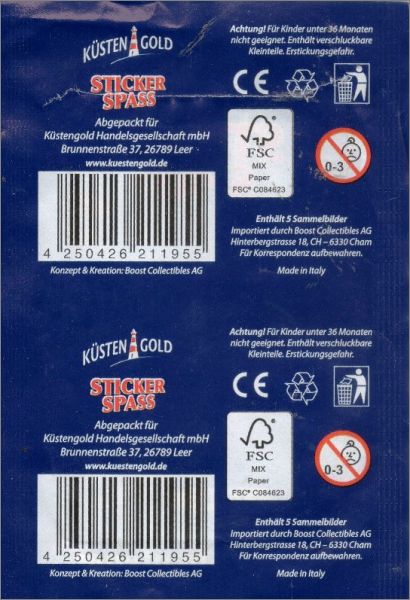 KÜSTEN GOLD
STICKER
SPASS
Abgepackt für
Küstengold Handelsgesellschaft mbH
Brunnenstraße 37, 26789 Leer
www.kuestengold.de
4 250426 211955
Konzept & Kreation: Boost Collectibles AG
Achtung! Für Kinder unter 36 Monaten
nicht geeignet. Enthält verschluckbare
Kleinteile. Erstickungsgefahr.
CE
FSC
MIX
Paper
FSC® C084623
0-3
Enthält 5 Sammelbilder
Importiert durch Boost Collectibles AG
Hinterbergstrasse 18, CH – 6330 Cham
Für Korrespondenz aufbewahren.
Made in Italy
KÜSTEN GOLD
STICKER
SPASS
Abgepackt für
Küstengold Handelsgesellschaft mbH
Brunnenstraße 37, 26789 Leer
www.kuestengold.de
4 250426 211955
Konzept & Kreation: Boost Collectibles AG
Achtung! Für Kinder unter 36 Monaten
nicht geeignet. Enthält verschluckbare
Kleinteile. Erstickungsgefahr.
CE
FSC
MIX
Paper
FSC® C084623
0-3
Enthält 5 Sammelbilder
Importiert durch Boost Collectibles AG
Hinterbergstrasse 18, CH – 6330 Cham
Für Korrespondenz aufbewahren.
Made in Italy